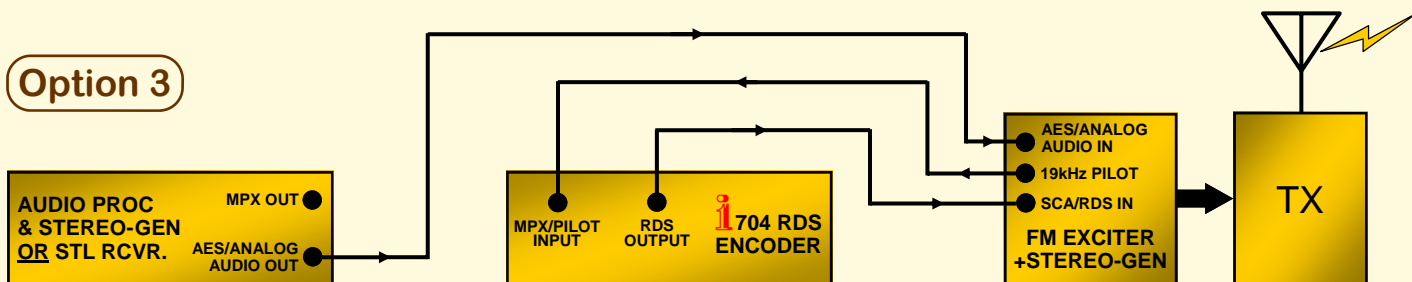 Option 3
AUDIO PROC
& STEREO-GEN
OR STL RCVR.
MPX OUT
AES/ANALOG
AUDIO OUT
MPX/PILOT
INPUT
RDS
OUTPUT
i704 RDS
ENCODER
AES/ANALOG
AUDIO IN
19kHz PILOT
SCA/RDS IN
FM EXCITER
+STEREO-GEN
TX